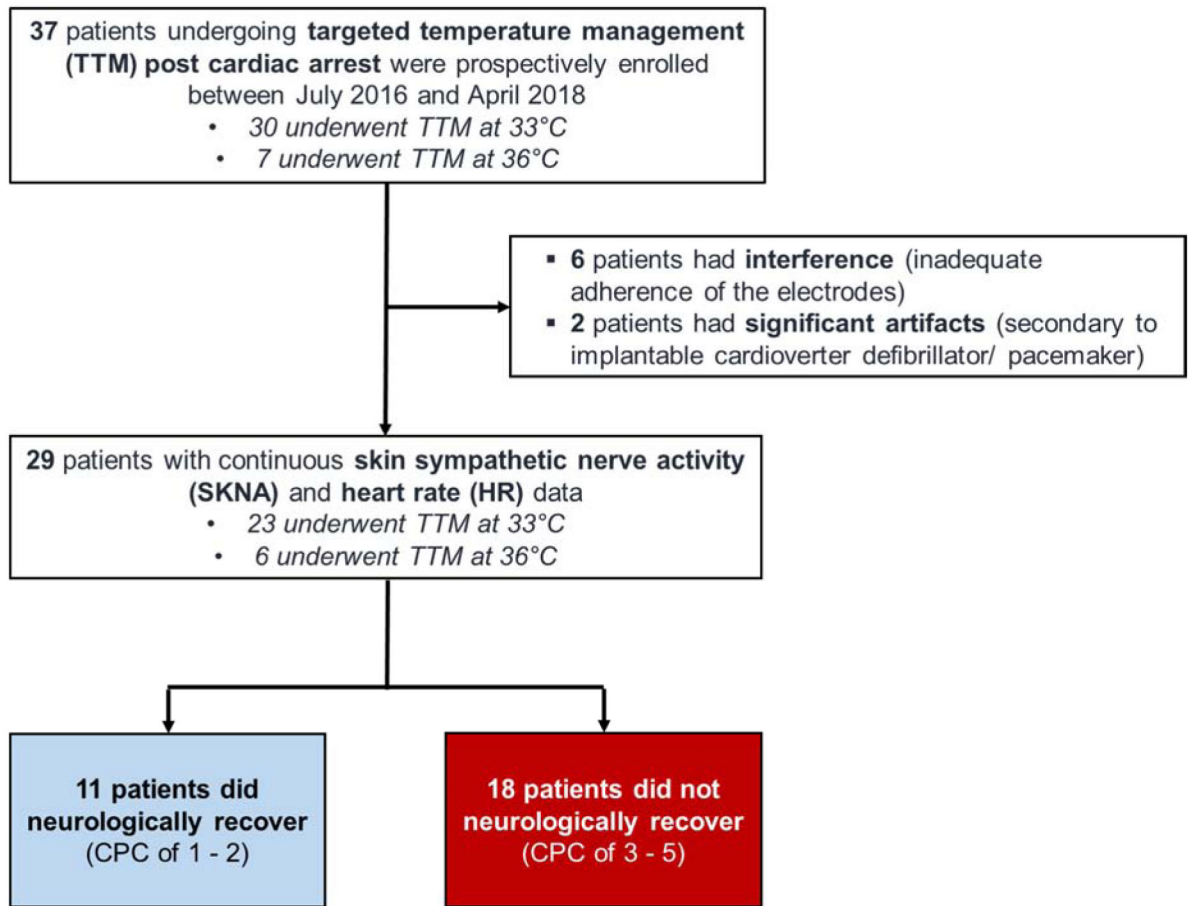 37 patients undergoing targeted temperature management
(TTM) post cardiac arrest were prospectively enrolled
between July 2016 and April 2018
• 30 underwent TTM at 33°C
• 7 underwent TTM at 36°C
▪ 6 patients had interference (inadequate
adherence of the electrodes)
▪ 2 patients had significant artifacts (secondary to
implantable cardioverter defibrillator/ pacemaker)
29 patients with continuous skin sympathetic nerve activity
(SKNA) and heart rate (HR) data
• 23 underwent TTM at 33°C
• 6 underwent TTM at 36°C
11 patients did
neurologically recover
(CPC of 1 - 2)
18 patients did not
neurologically recover
(CPC of 3 - 5)